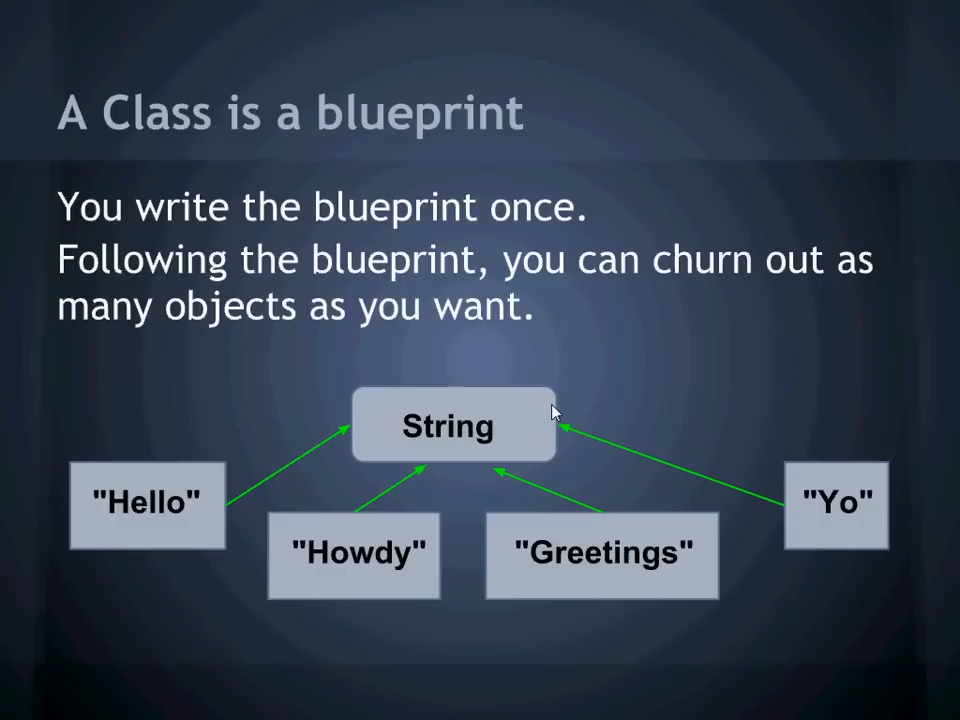 A Class is a blueprint
You write the blueprint once.
Following the blueprint, you can churn out as
many objects as you want.
String
"Hello"
"Yo"
"Howdy"
"Greetings"